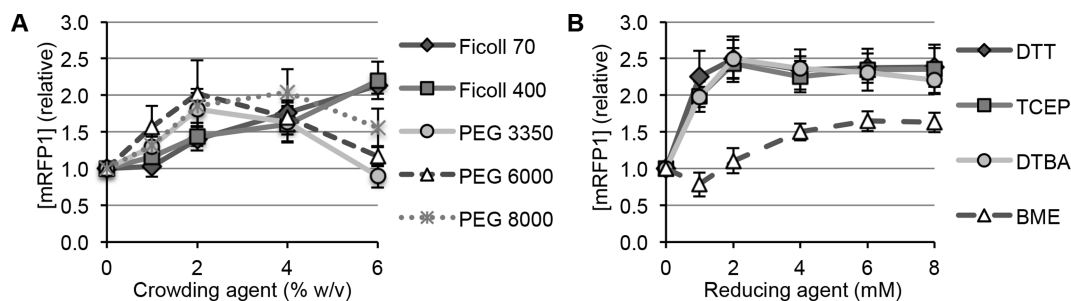 A
[mRFP1] (relative)
3.0
2.5
2.0
1.5
1.0
0.5
0.0
0 2 4 6
Crowding agent (% w/v)
Ficoll 70
Ficoll 400
PEG 3350
PEG 6000
PEG 8000
B
[mRFP1] (relative)
3.0
2.5
2.0
1.5
1.0
0.5
0.0
0 2 4 6 8
Reducing agent (mM)
DTT
TCEP
DTBA
BME